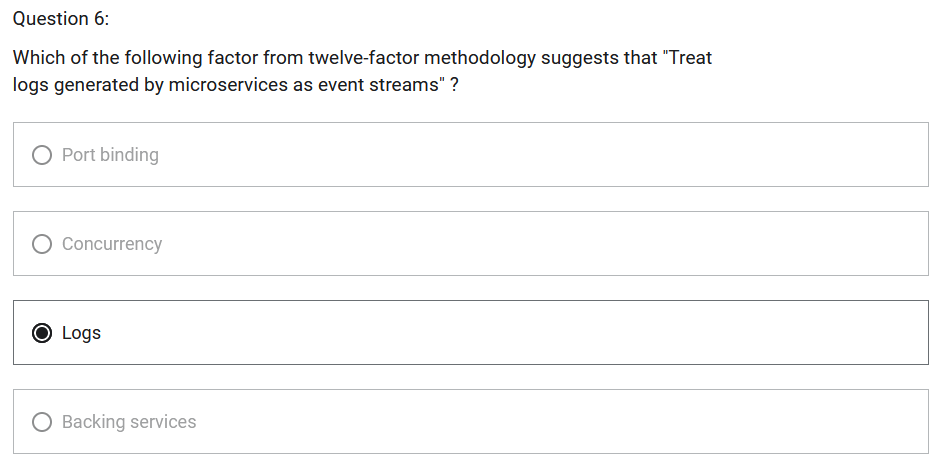 Question 6:
Which of the following factor from twelve-factor methodology suggests that "Treat
logs generated by microservices as event streams" ?
Port binding
Concurrency
Logs
Backing services